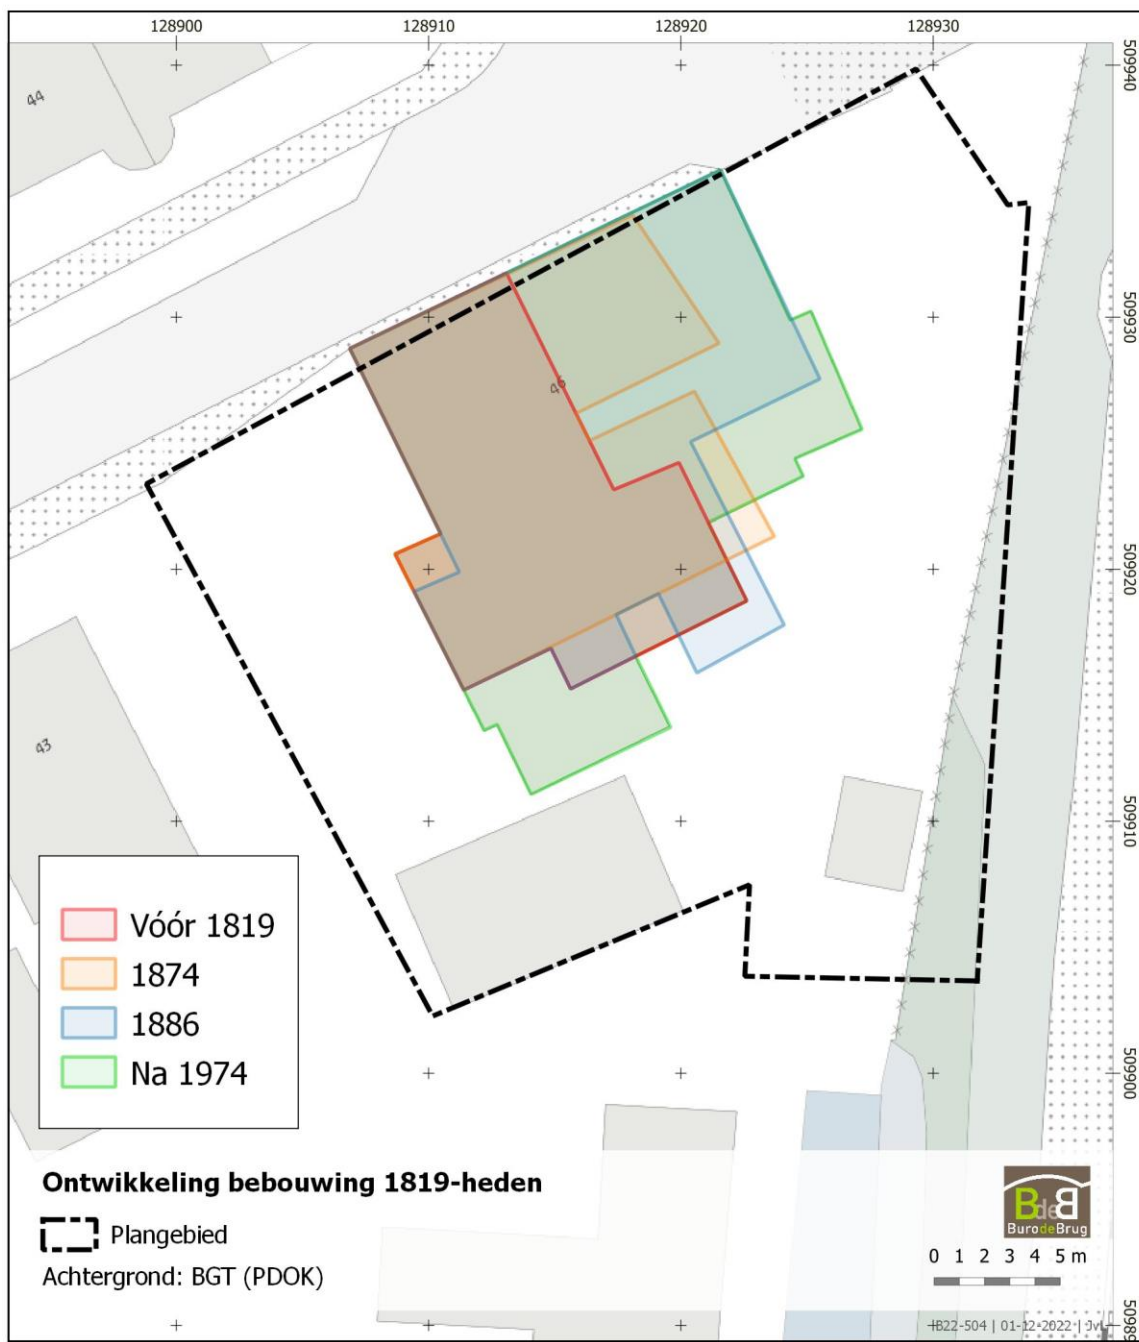 128900 128910 128920 128930
509940
44
509930
45
509920
43
509910
Vóór 1819
1874
1886
Na 1974
509900
Ontwikkeling bebouwing 1819-heden
Plangebied
Achtergrond: BGT (PDOK)
BdeB
BurodeBrug
0 1 2 3 4 5 m
B22-504 | 01-12-2022 | JvL